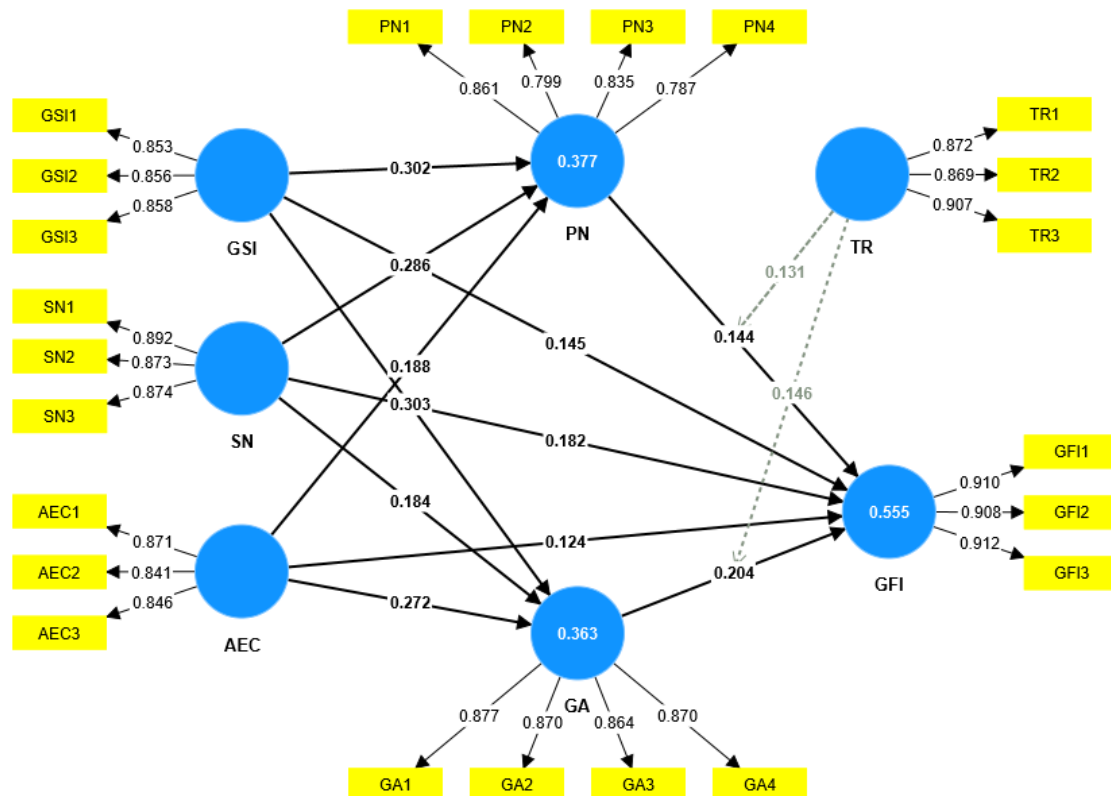 PN1 PN2 PN3 PN4
0.861 0.799 0.835 0.787
GSI1
GSI2
GSI3
0.853
0.856
0.858
GSI
0.302
0.377
PN
TR
0.872
0.869
0.907
TR1
TR2
TR3
0.286
0.131
SN1
SN2
SN3
0.892
0.873
0.874
SN
0.188
0.303
0.145
0.144
0.146
0.182
0.184
AEC1
AEC2
AEC3
0.871
0.841
0.846
AEC
0.124
0.272
0.204
0.555
GFI
0.910
0.908
0.912
GFI1
GFI2
GFI3
0.363
GA
0.877 0.870 0.864 0.870
GA1 GA2 GA3 GA4